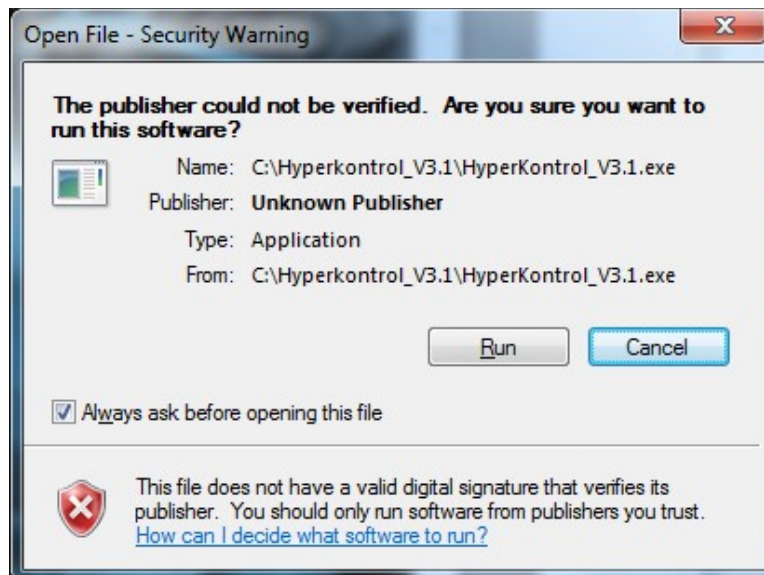 Open File - Security Warning
The publisher could not be verified. Are you sure you want to
run this software?
Name: C:\Hyperkontrol_V3.1\HyperKontrol_V3.1.exe
Publisher: Unknown Publisher
Type: Application
From: C:\Hyperkontrol_V3.1\HyperKontrol_V3.1.exe
Run Cancel
Always ask before opening this file
This file does not have a valid digital signature that verifies its
publisher. You should only run software from publishers you trust.
How can I decide what software to run?